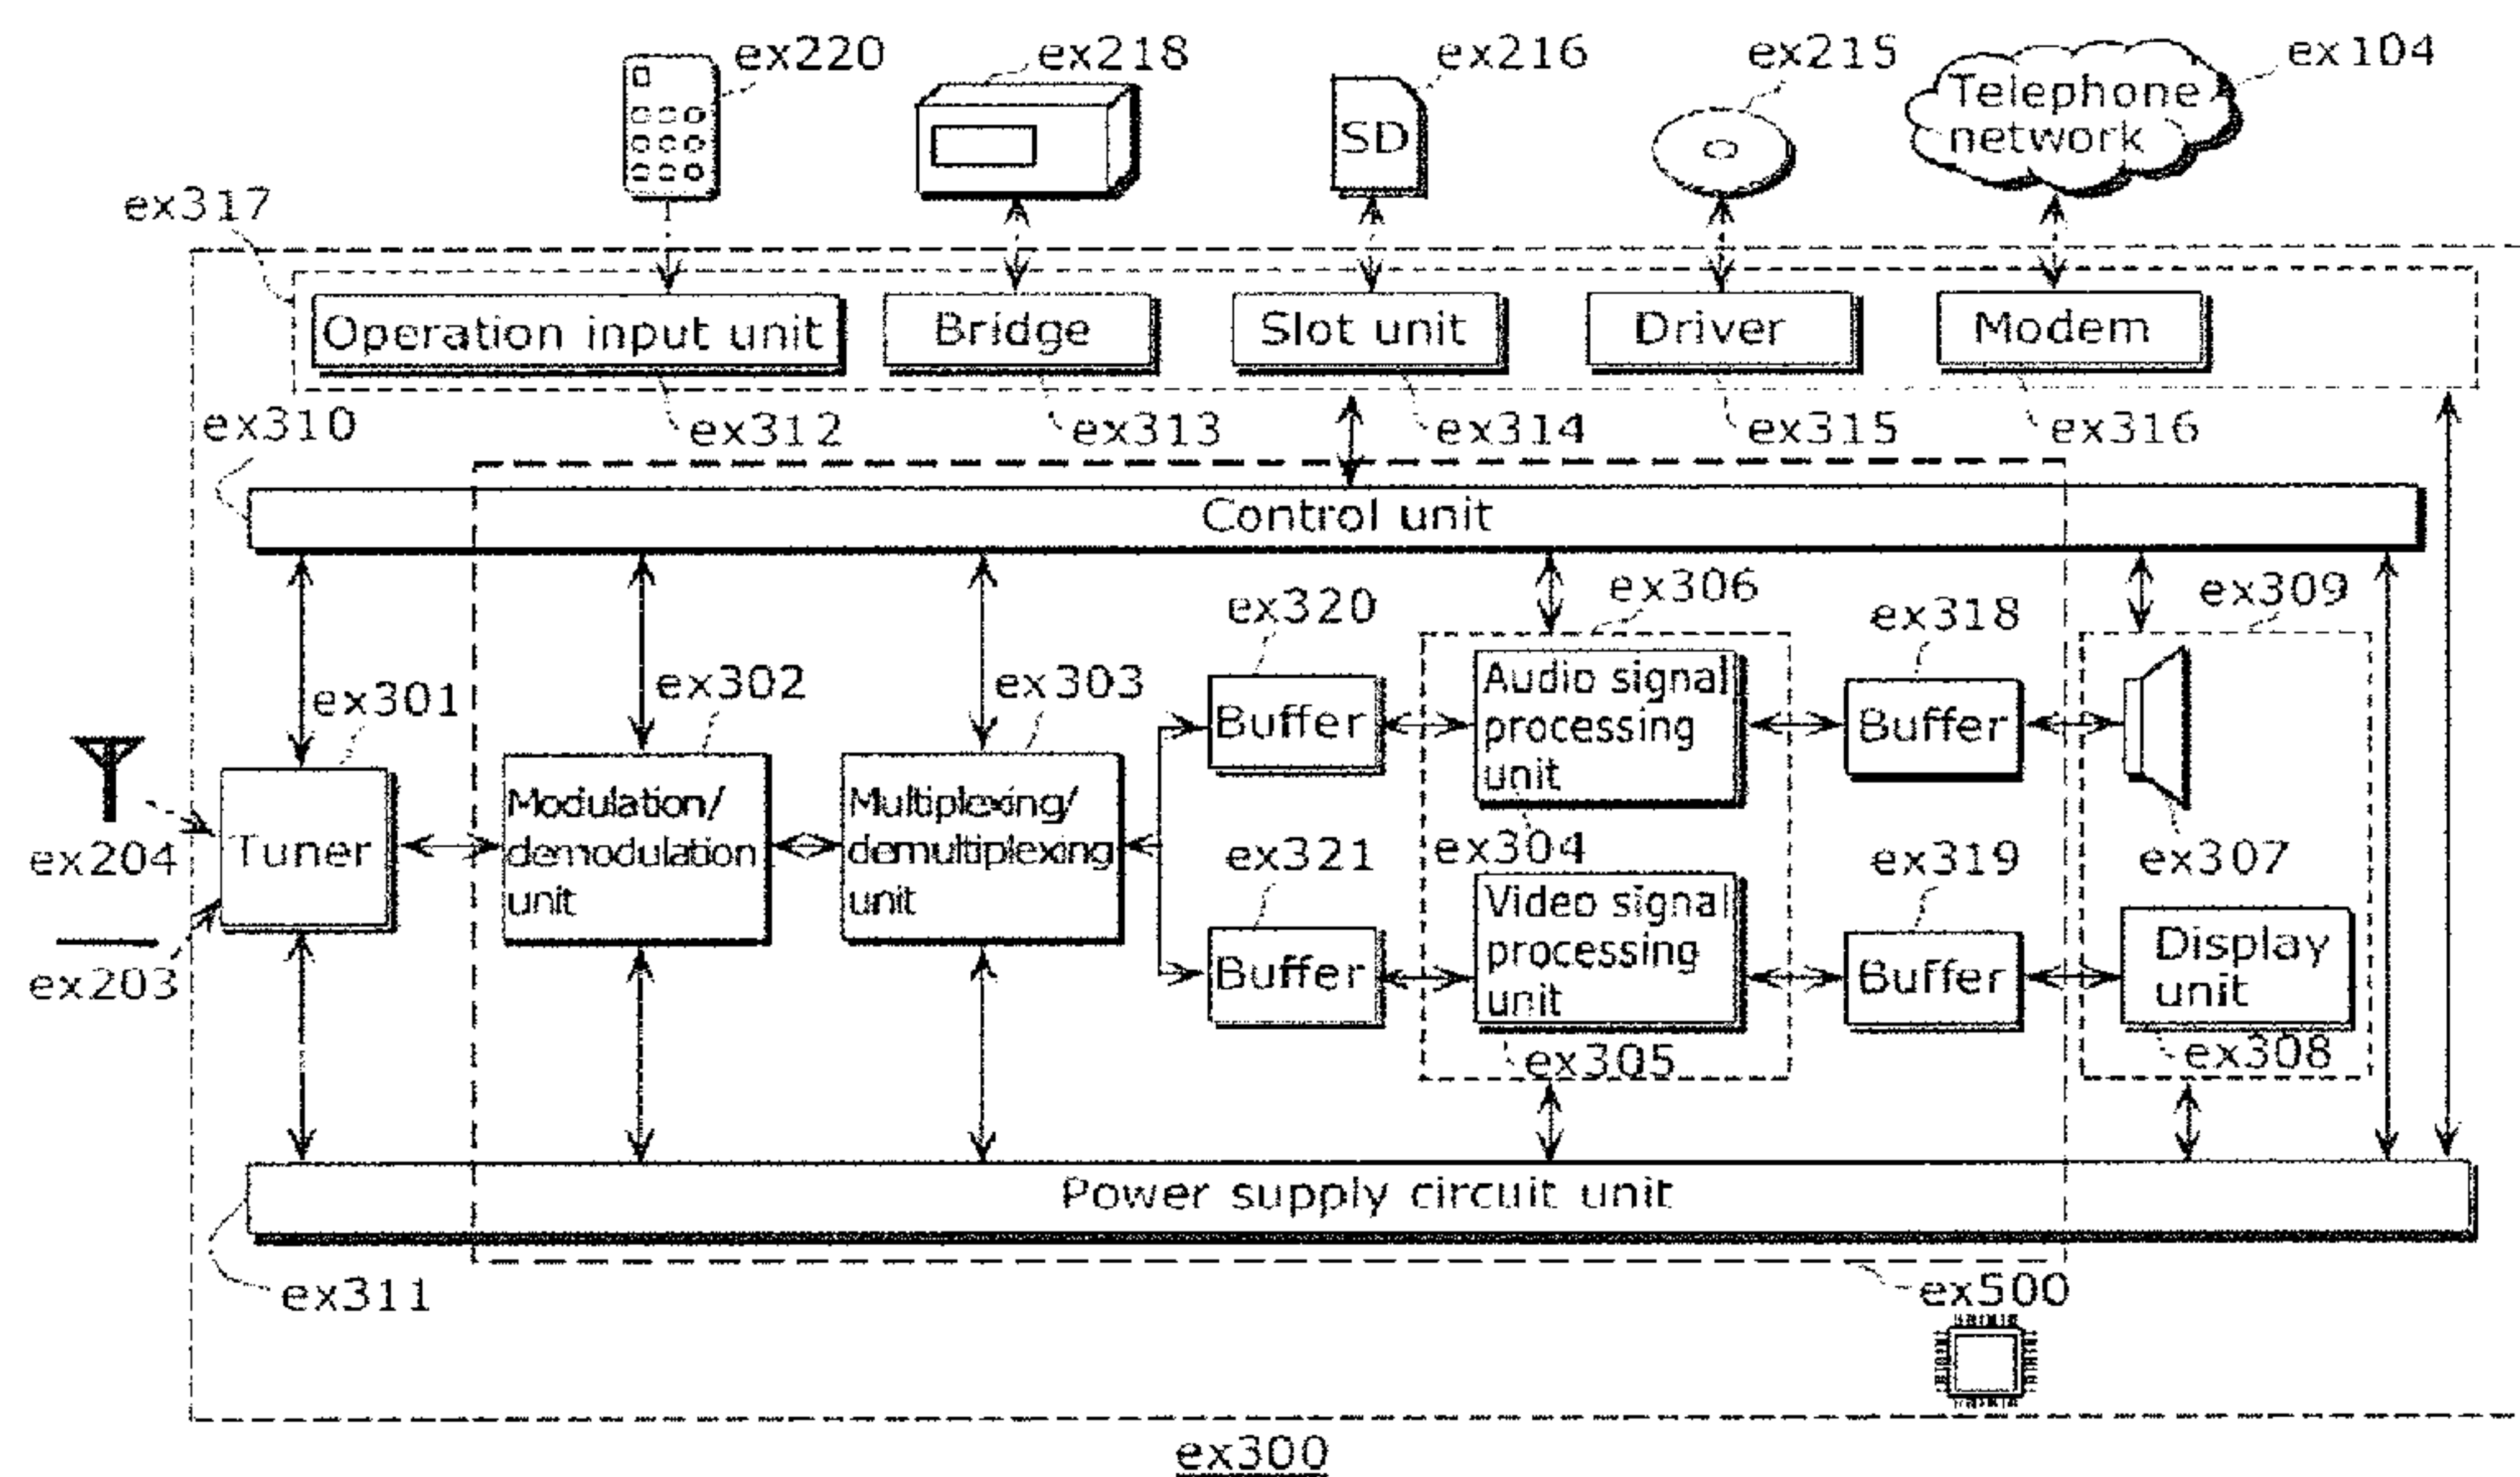 ex220
ex218
ex216
ex215
ex104
SD
Telephone
network
ex317
Operation input unit
Bridge
Slot unit
Driver
Modem
ex310
ex312
ex313
ex314
ex315
ex316
Control unit
ex320
ex306
ex318
ex309
ex301
ex302
ex303
Buffer
Audio signal
processing
unit
Buffer
Tuner
Modulation/
demodulation
unit
Multiplexing/
demultiplexing
unit
ex204
ex321
ex304
ex319
ex307
ex203
Buffer
Video signal
processing
unit
Buffer
Display
unit
ex305
ex308
Power supply circuit unit
ex311
ex500
ex300